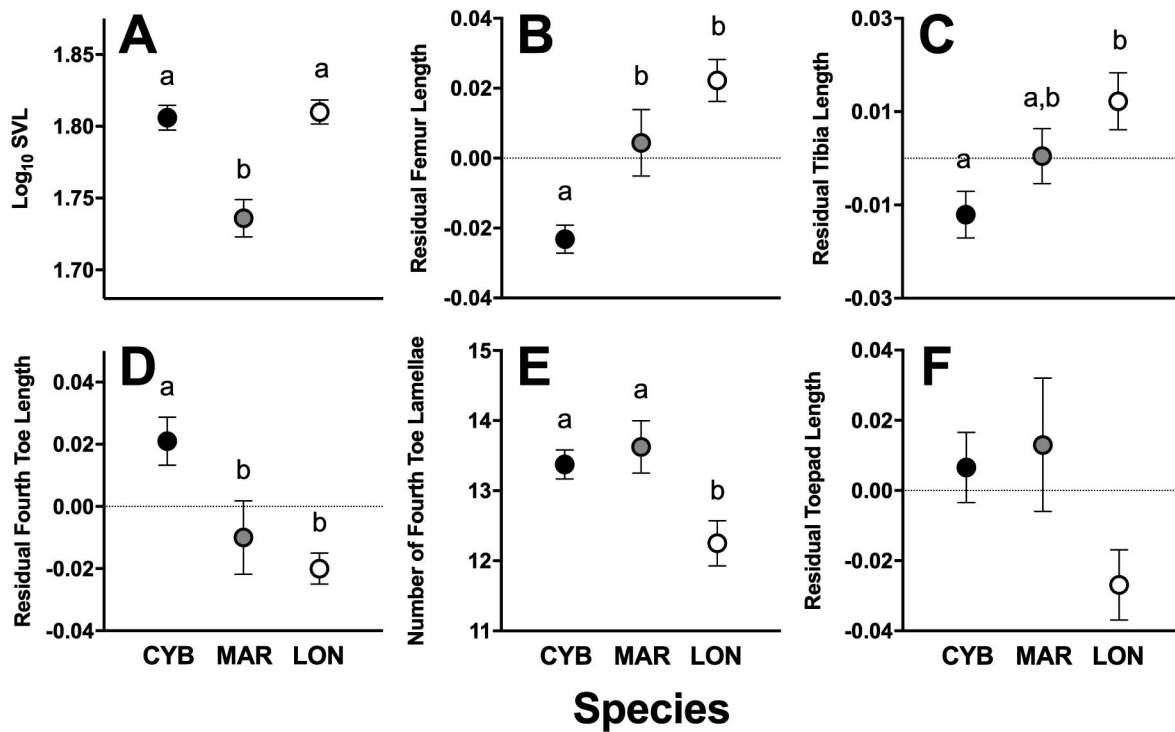 A
Log10 SVL
1.85
1.80
1.75
1.70
a
b
a
B
Residual Femur Length
0.04
0.02
0.00
-0.02
-0.04
a
b
b
C
Residual Tibia Length
0.03
0.01
-0.01
-0.03
a
a,b
b
D
Residual Fourth Toe Length
0.04
0.02
0.00
-0.02
-0.04
a
b
b
CYB MAR LON
E
Number of Fourth Toe Lamellae
15
14
13
12
11
a
a
b
CYB MAR LON
F
Residual Toepad Length
0.04
0.02
0.00
-0.02
-0.04
CYB MAR LON
Species